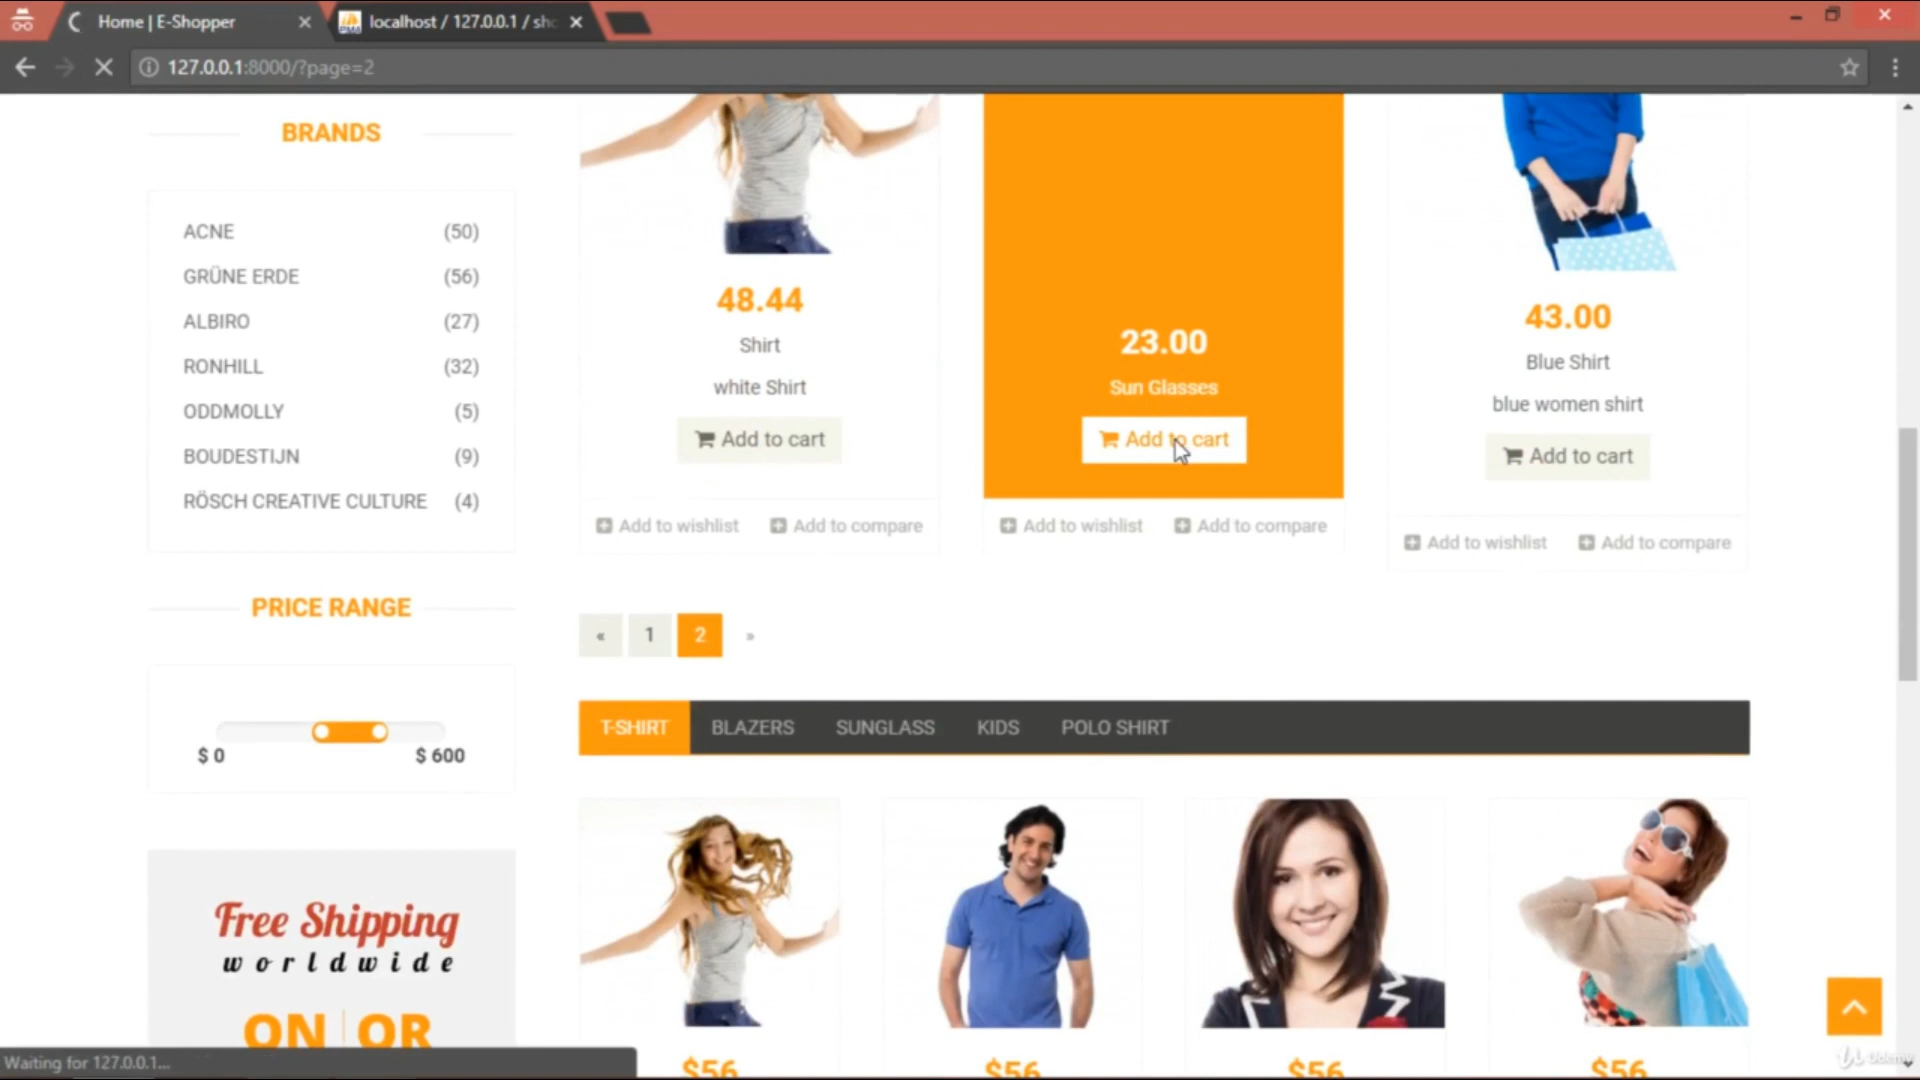 Home | E-Shopper
localhost / 127.0.0.1 / sho
127.0.0.1:8000/?page=2
BRANDS
ACNE (50)
GRÜNE ERDE (56)
ALBIRO (27)
RONHILL (32)
ODDMOLLY (5)
BOUDESTIJN (9)
RÖSCH CREATIVE CULTURE (4)
PRICE RANGE
$ 0 $ 600
Free Shipping
worldwide
ON OR
48.44
Shirt
white Shirt
Add to cart
Add to wishlist Add to compare
23.00
Sun Glasses
Add to cart
Add to wishlist Add to compare
43.00
Blue Shirt
blue women shirt
Add to cart
Add to wishlist Add to compare
« 1 2 »
T-SHIRT BLAZERS SUNGLASS KIDS POLO SHIRT
$56 $56 $56 $56
Waiting for 127.0.0.1...
Udemy